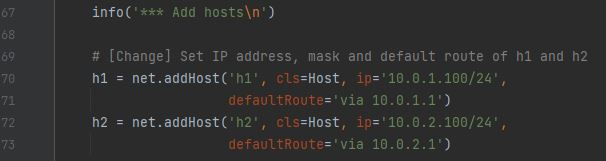 67 info('*** Add hosts\n')
68
69 # [Change] Set IP address, mask and default route of h1 and h2
70 h1 = net.addHost('h1', cls=Host, ip='10.0.1.100/24',
71 defaultRoute='via 10.0.1.1')
72 h2 = net.addHost('h2', cls=Host, ip='10.0.2.100/24',
73 defaultRoute='via 10.0.2.1')